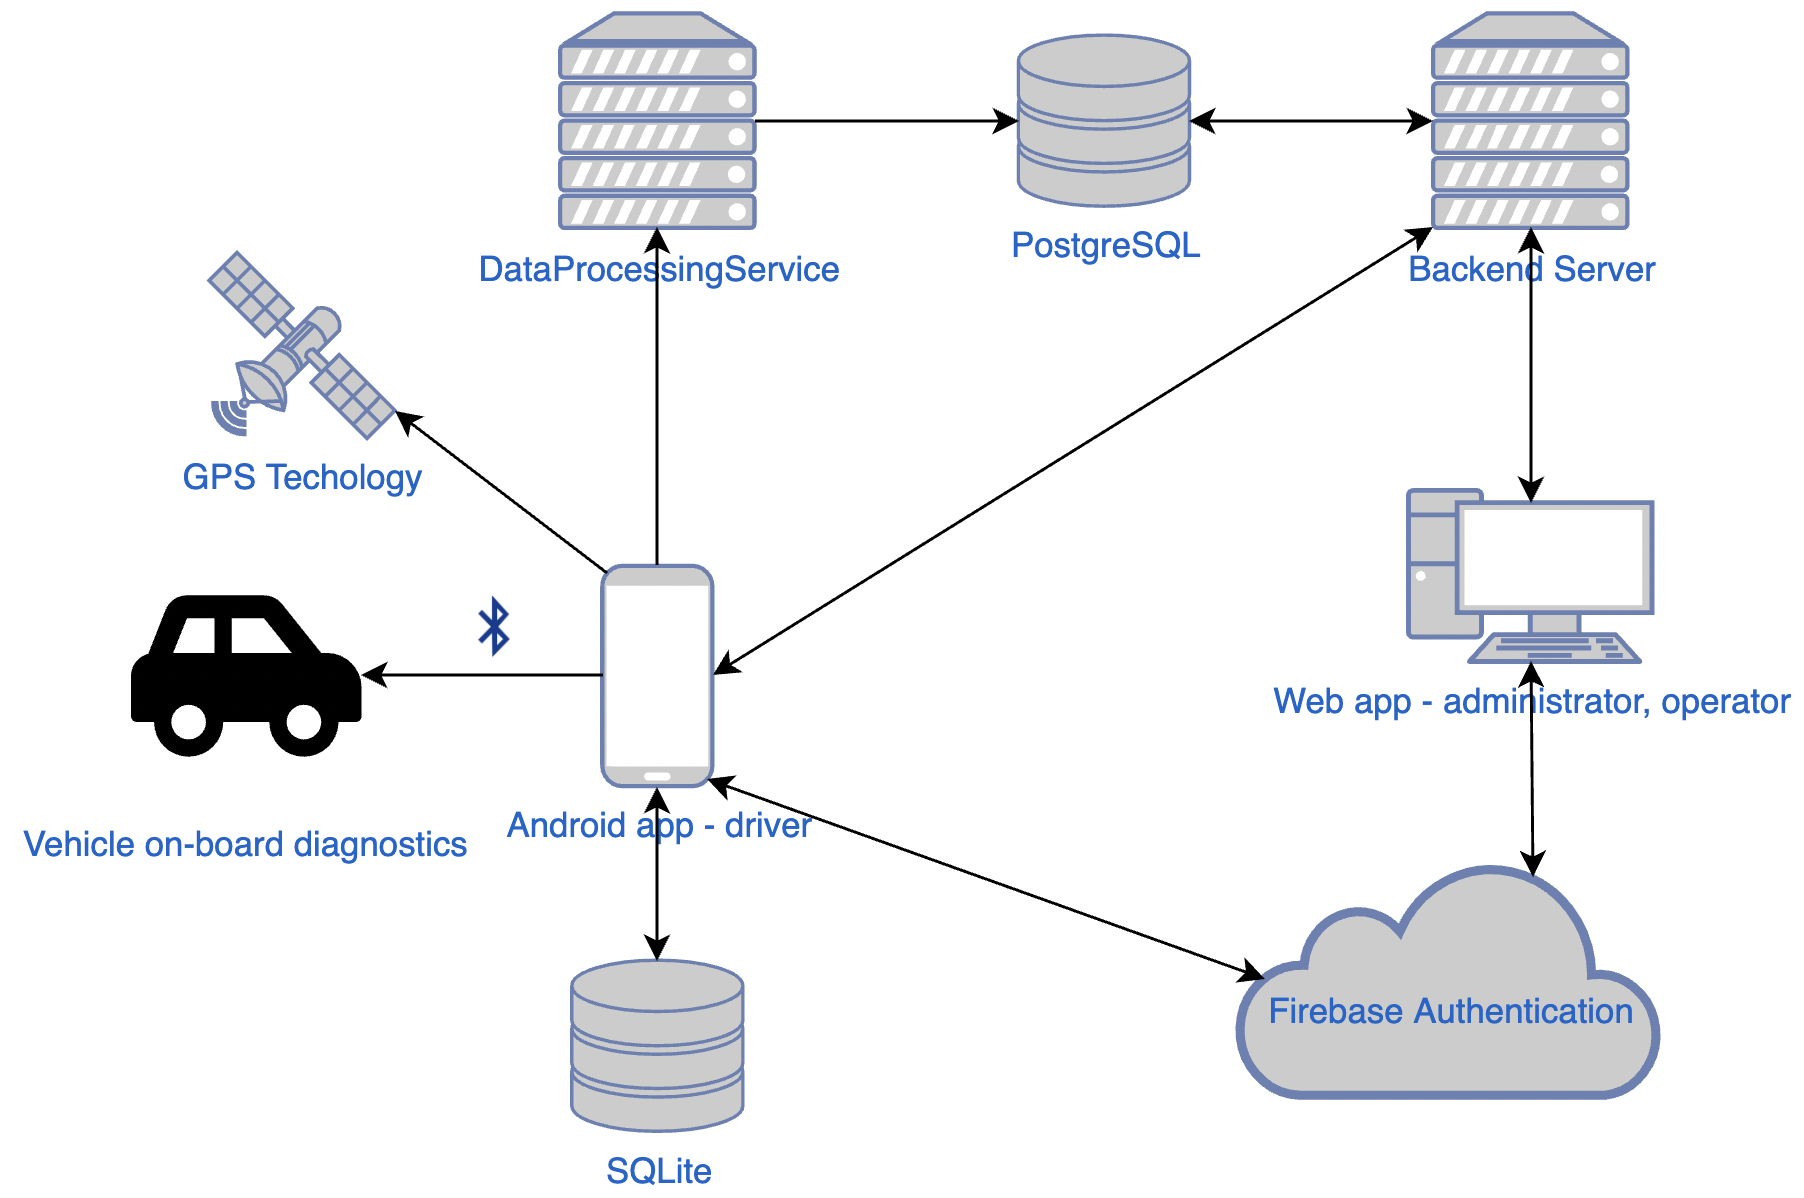 PostgreSQL
DataProcessingService
Backend Server
GPS Techology
Web app - administrator, operator
Android app - driver
Vehicle on-board diagnostics
Firebase Authentication
SQLite